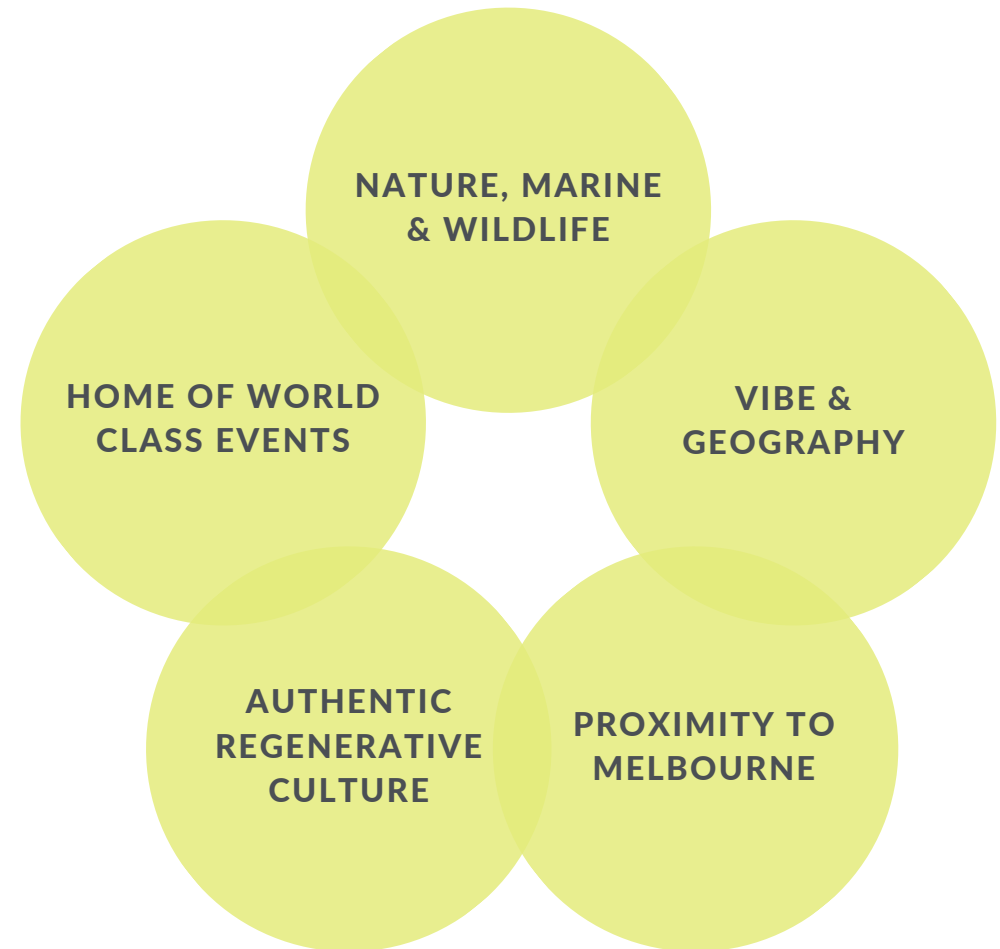 NATURE, MARINE
& WILDLIFE
HOME OF WORLD
CLASS EVENTS
VIBE &
GEOGRAPHY
AUTHENTIC
REGENERATIVE
CULTURE
PROXIMITY TO
MELBOURNE